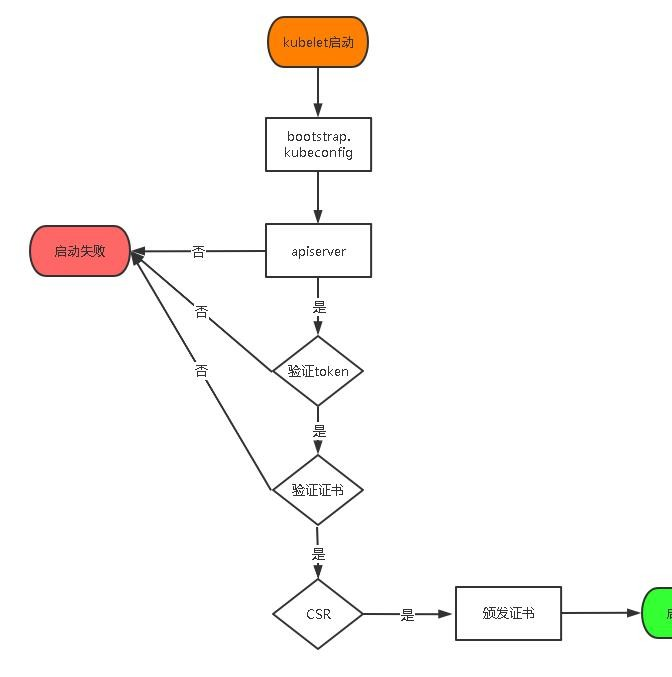 kubelet启动
bootstrap.
kubeconfig
启动失败
否
apiserver
是
否
验证token
否
是
验证证书
是
CSR
是
颁发证书